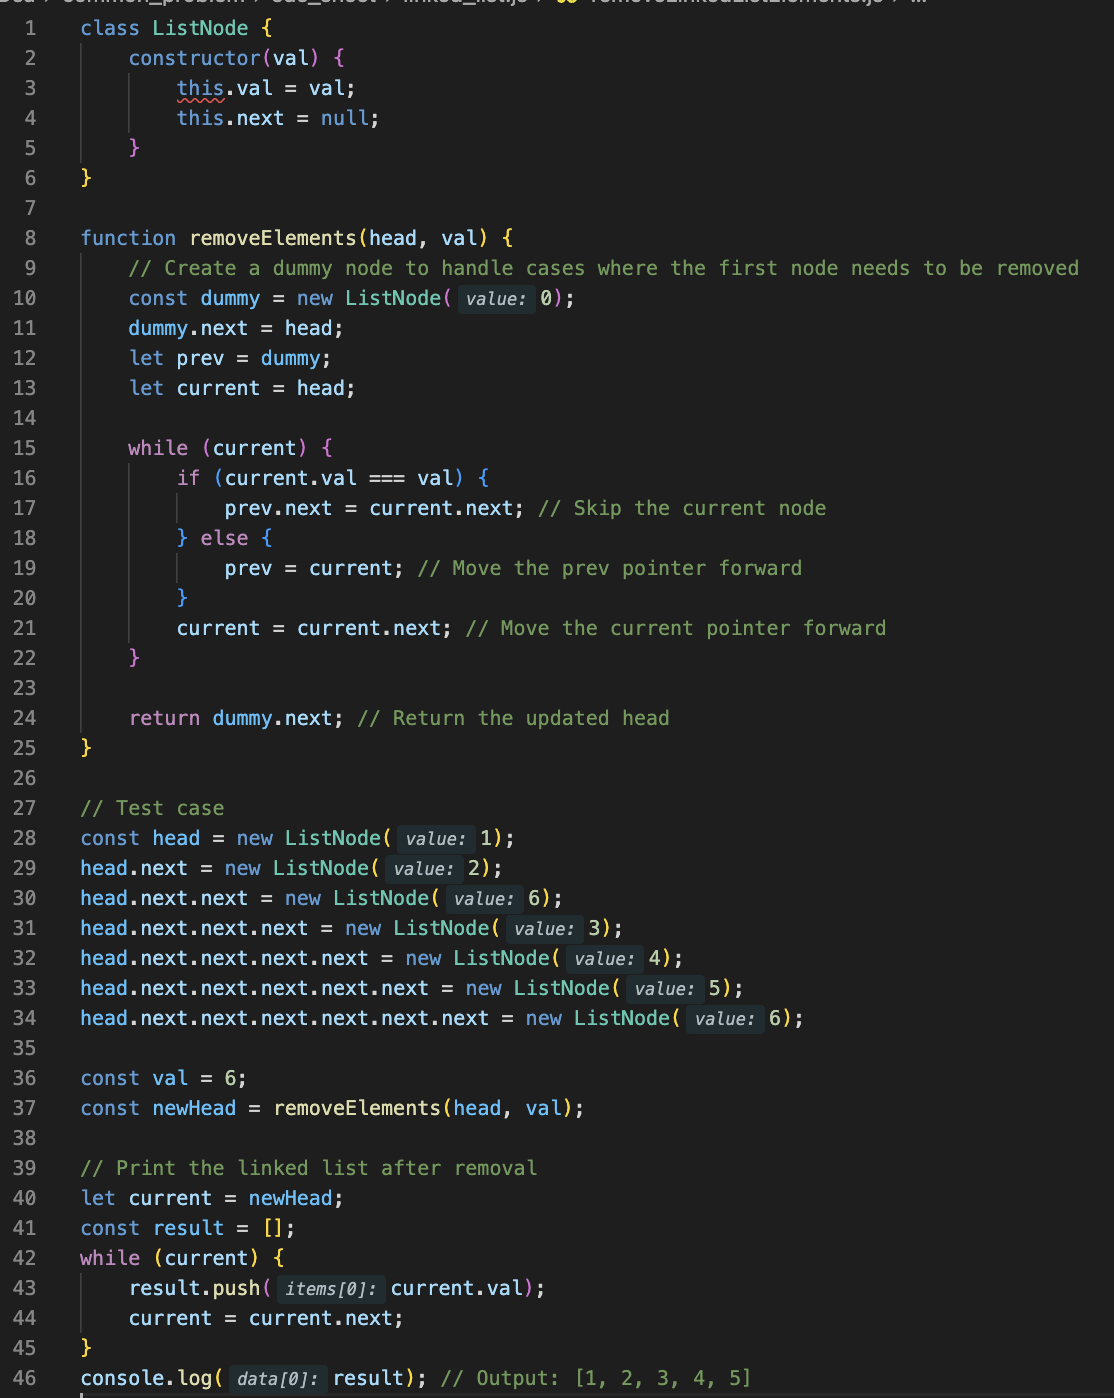 1 class ListNode {
2     constructor(val) {
3         this.val = val;
4         this.next = null;
5     }
6 }
7
8 function removeElements(head, val) {
9     // Create a dummy node to handle cases where the first node needs to be removed
10     const dummy = new ListNode( value: 0);
11     dummy.next = head;
12     let prev = dummy;
13     let current = head;
14
15     while (current) {
16         if (current.val === val) {
17             prev.next = current.next; // Skip the current node
18         } else {
19             prev = current; // Move the prev pointer forward
20         }
21         current = current.next; // Move the current pointer forward
22     }
23
24     return dummy.next; // Return the updated head
25 }
26
27 // Test case
28 const head = new ListNode( value: 1);
29 head.next = new ListNode( value: 2);
30 head.next.next = new ListNode( value: 6);
31 head.next.next.next = new ListNode( value: 3);
32 head.next.next.next.next = new ListNode( value: 4);
33 head.next.next.next.next.next = new ListNode( value: 5);
34 head.next.next.next.next.next.next = new ListNode( value: 6);
35
36 const val = 6;
37 const newHead = removeElements(head, val);
38
39 // Print the linked list after removal
40 let current = newHead;
41 const result = [];
42 while (current) {
43     result.push( items[0]: current.val);
44     current = current.next;
45 }
46 console.log( data[0]: result); // Output: [1, 2, 3, 4, 5]